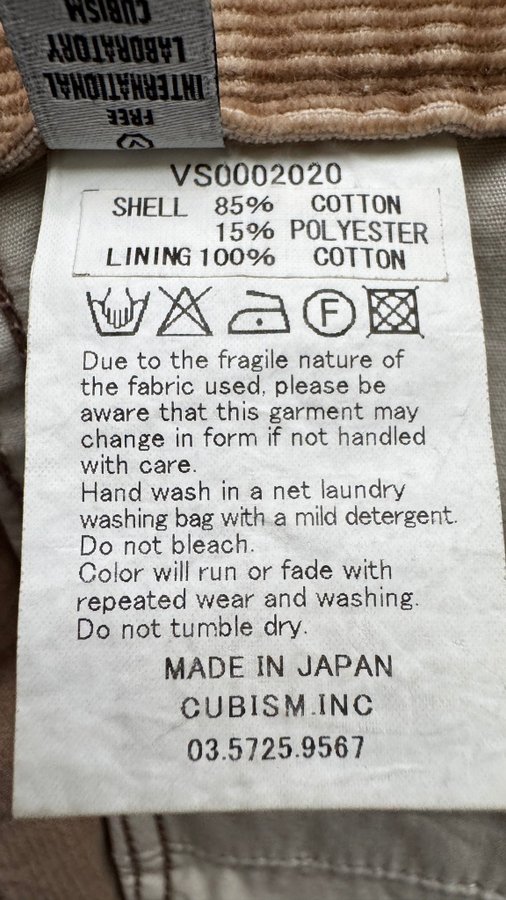 FREE
INTERNATIONAL
LABORATORY
CUBISM
VS0002020
SHELL 85% COTTON
15% POLYESTER
LINING 100% COTTON
F
Due to the fragile nature of
the fabric used, please be
aware that this garment may
change in form if not handled
with care.
Hand wash in a net laundry
washing bag with a mild detergent.
Do not bleach.
Color will run or fade with
repeated wear and washing.
Do not tumble dry.
MADE IN JAPAN
CUBISM.INC
03.5725.9567